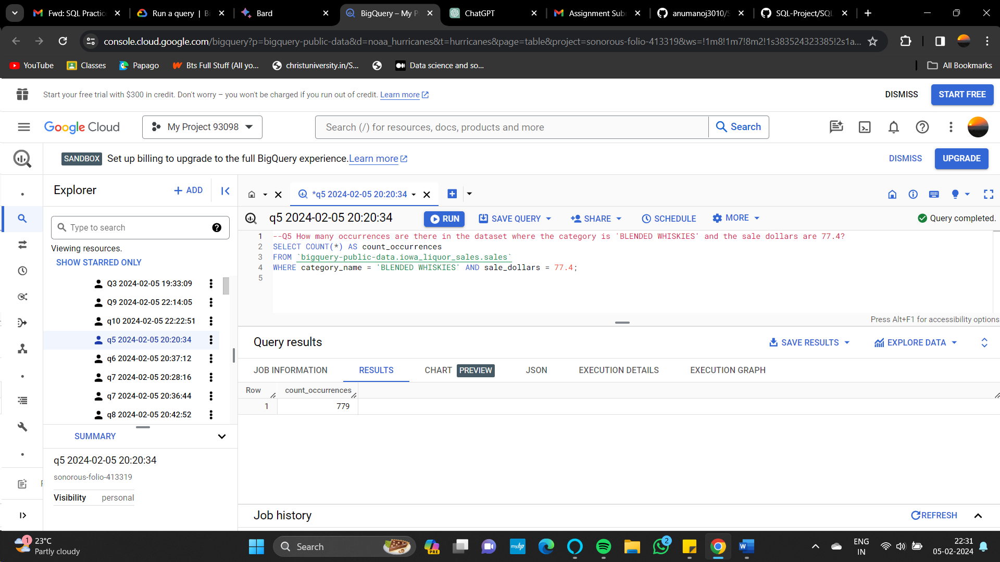 Fwd: SQL Practic
Run a query | B
Bard
BigQuery – My P
ChatGPT
Assignment Sub
anumanoj3010/S
SQL-Project/SQL
console.cloud.google.com/bigquery?p=bigquery-public-data&d=noaa_hurricanes&t=hurricanes&page=table&project=sonorous-folio-413319&ws=!1m8!1m7!8m2!1s383524323385!2s1a...
YouTube
Classes
Papago
Bts Full Stuff (All yo...
christuniversity.in/S...
Data science and so...
All Bookmarks
Start your free trial with $300 in credit. Don't worry – you won't be charged if you run out of credit. Learn more
DISMISS
START FREE
Google Cloud
My Project 93098
Search (/) for resources, docs, products and more
Search
SANDBOX Set up billing to upgrade to the full BigQuery experience. Learn more
DISMISS
UPGRADE
Explorer
+ ADD
*q5 2024-02-05 20:20:34
q5 2024-02-05 20:20:34
RUN
SAVE QUERY
SHARE
SCHEDULE
MORE
Query completed.
Type to search
Viewing resources.
SHOW STARRED ONLY
Q3 2024-02-05 19:33:09
Q9 2024-02-05 22:14:05
q10 2024-02-05 22:22:51
q5 2024-02-05 20:20:34
q6 2024-02-05 20:37:12
q7 2024-02-05 20:28:16
q7 2024-02-05 20:36:44
q8 2024-02-05 20:42:52
SUMMARY
q5 2024-02-05 20:20:34
sonorous-folio-413319
Visibility personal
1 --Q5 How many occurrences are there in the dataset where the category is 'BLENDED WHISKIES' and the sale dollars are 77.4?
2 SELECT COUNT(*) AS count_occurrences
3 FROM `bigquery-public-data.iowa_liquor_sales.sales`
4 WHERE category_name = 'BLENDED WHISKIES' AND sale_dollars = 77.4;
5
Press Alt+F1 for accessibility options
Query results
SAVE RESULTS
EXPLORE DATA
JOB INFORMATION
RESULTS
CHART PREVIEW
JSON
EXECUTION DETAILS
EXECUTION GRAPH
Row count_occurrences
1 779
Job history
REFRESH
1
23°C
Partly cloudy
Search
PRE
myhp
2
W
ENG
IN
22:31
05-02-2024